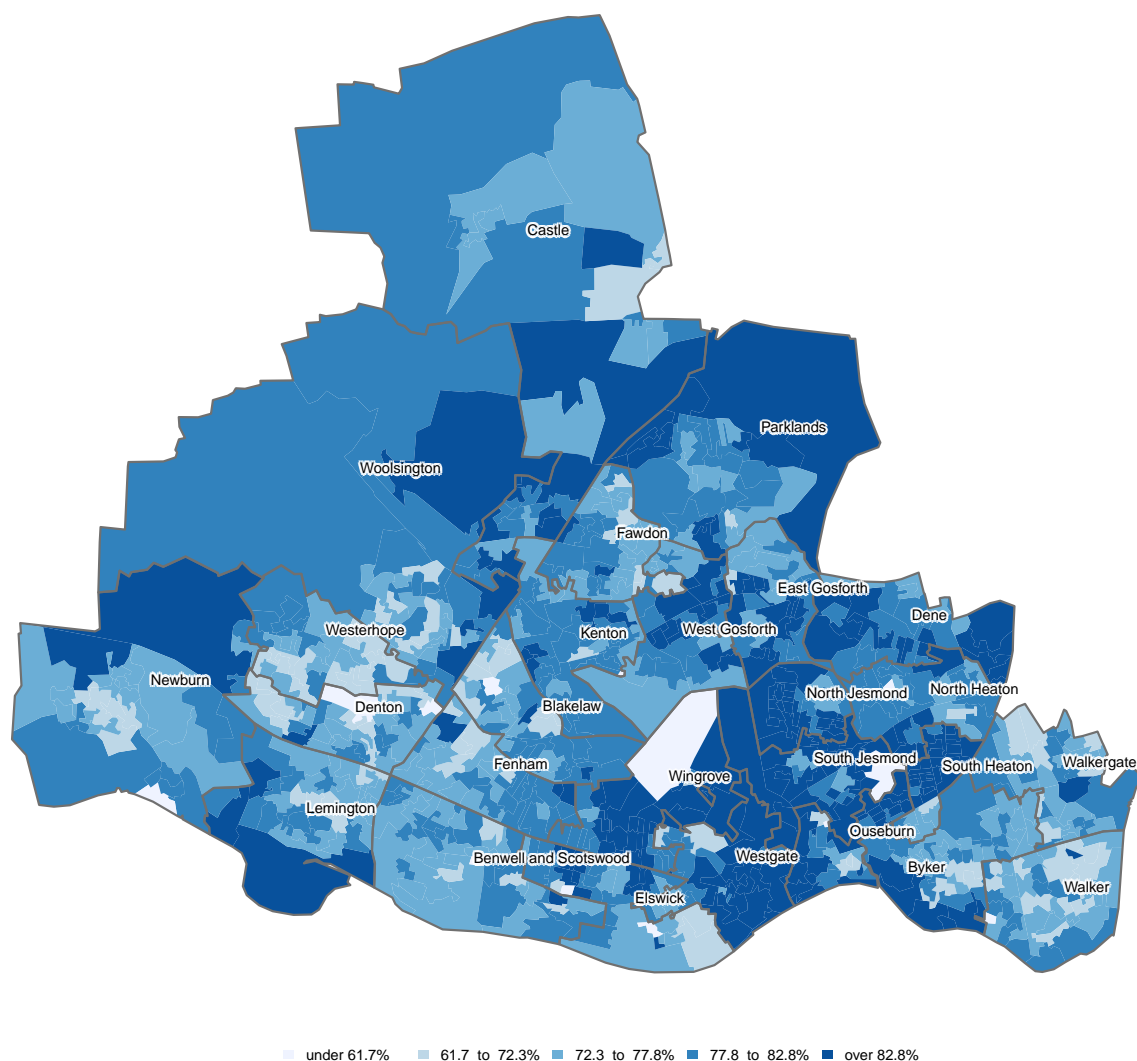 Castle
Parklands
Woolsington
Fawdon
East Gosforth
Dene
Westerhope
Kenton
West Gosforth
Newburn
North Jesmond
North Heaton
Denton
Blakelaw
South Jesmond
Fenham
South Heaton
Walkergate
Wingrove
Lemington
Ouseburn
Benwell and Scotswood
Westgate
Byker
Walker
Elswick
under 61.7% 61.7 to 72.3% 72.3 to 77.8% 77.8 to 82.8% over 82.8%